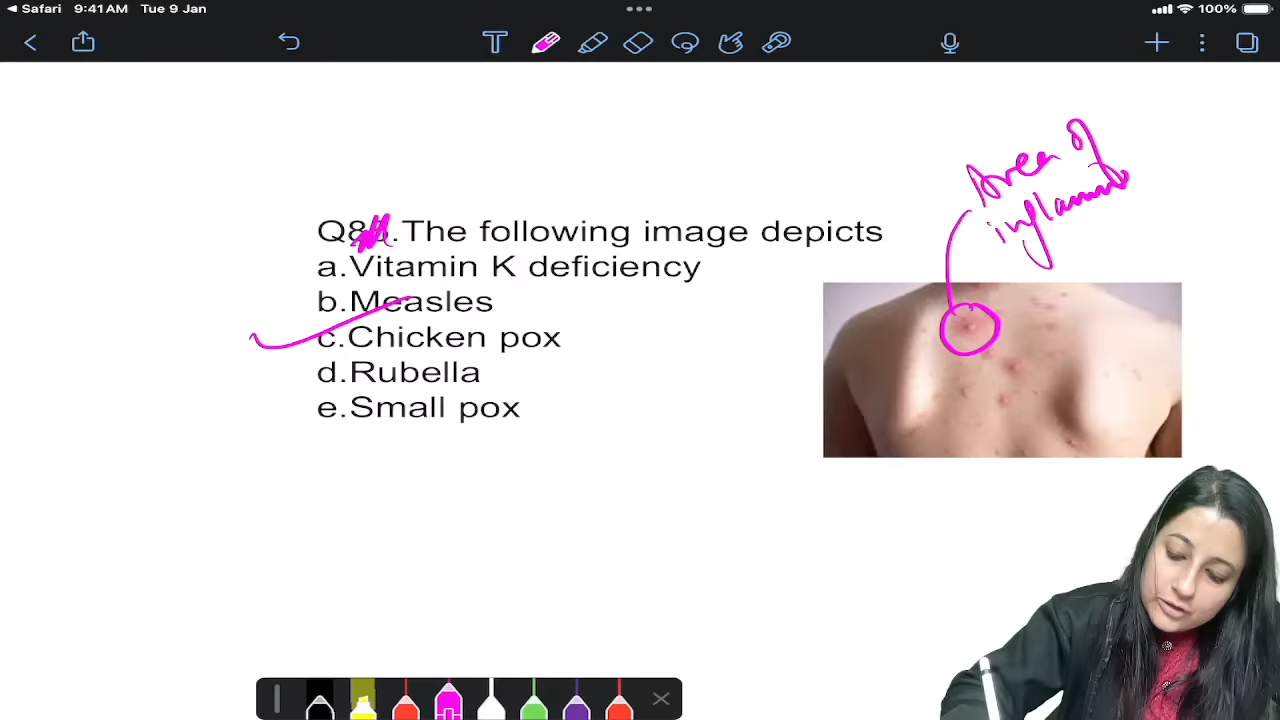 Safari 9:41 AM Tue 9 Jan
100%
Area of
Q8 .The following image depicts
a.Vitamin K deficiency
b.Measles
c.Chicken pox
d.Rubella
e.Small pox